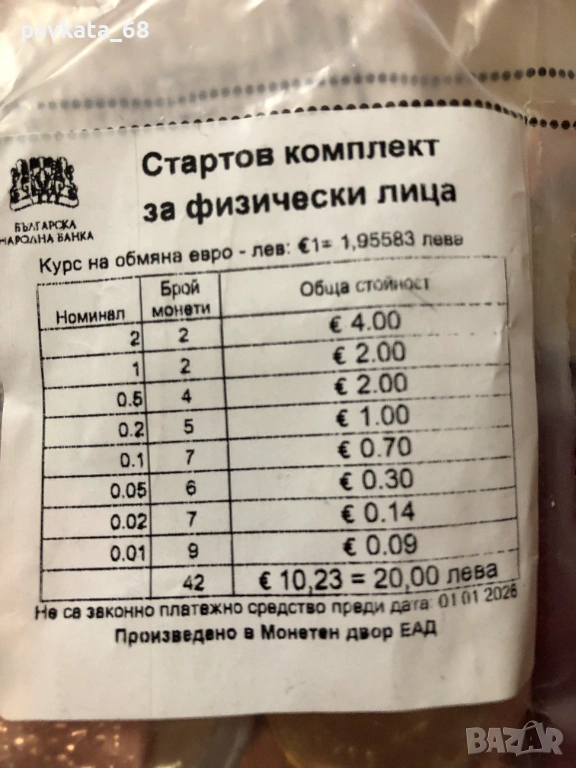 pevkata_68
Стартов комплект
за физически лица
БЪЛГАРСКА
НАРОДНА БАНКА
Курс на обмяна евро - лев: €1= 1,95583 лева
Номинал Брой монети Обща стойност
2 2 € 4.00
1 2 € 2.00
0.5 4 € 2.00
0.2 5 € 1.00
0.1 7 € 0.70
0.05 6 € 0.30
0.02 7 € 0.14
0.01 9 € 0.09
42 € 10,23 = 20,00 лева
Не са законно платежно средство преди дата: 01 01 2026
Произведено в Монетен двор ЕАД
BAZAR